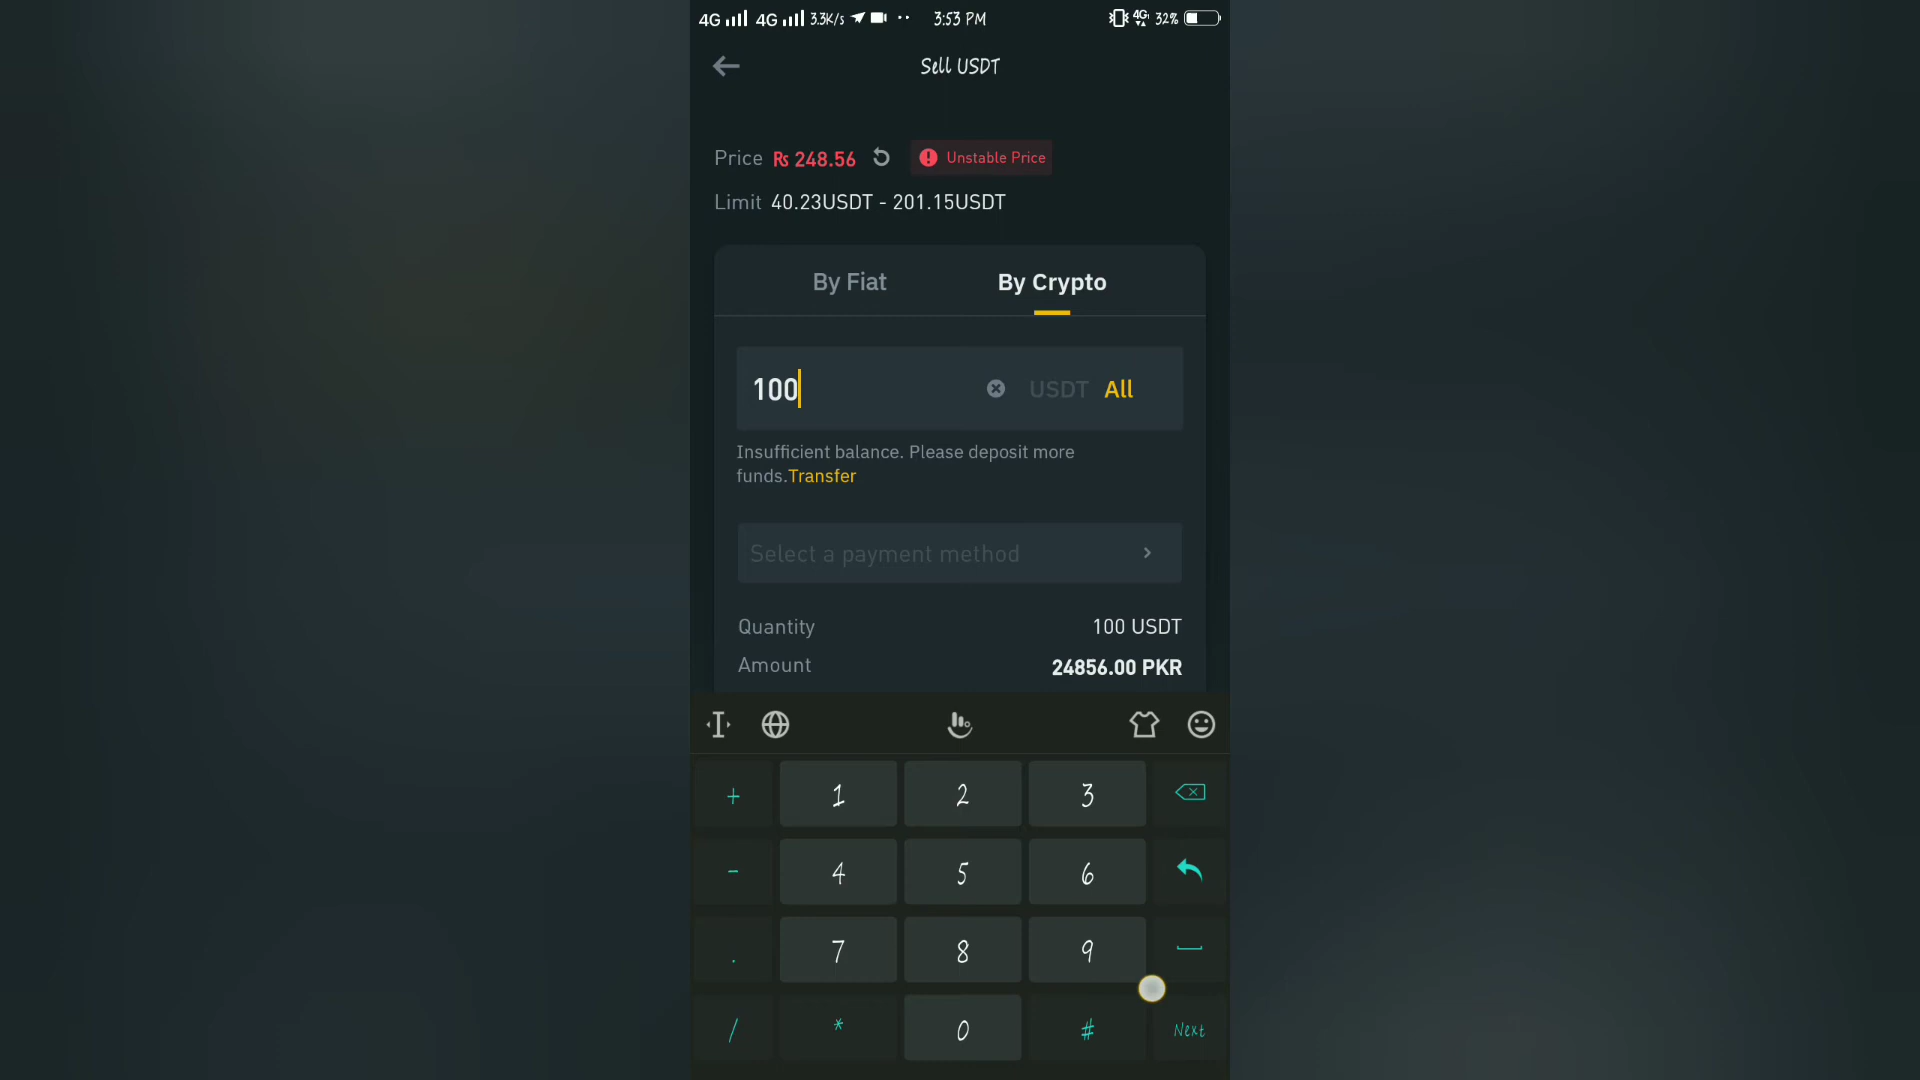 4G 4G 3.3K/s 3:53 PM 4G 32%
Sell USDT
Price ₨ 248.56 Unstable Price
Limit 40.23USDT - 201.15USDT
By Fiat By Crypto
100 USDT All
Insufficient balance. Please deposit more
funds.Transfer
Select a payment method
Quantity 100 USDT
Amount 24856.00 PKR
+ 1 2 3
- 4 5 6
. 7 8 9
/ * 0 # Next